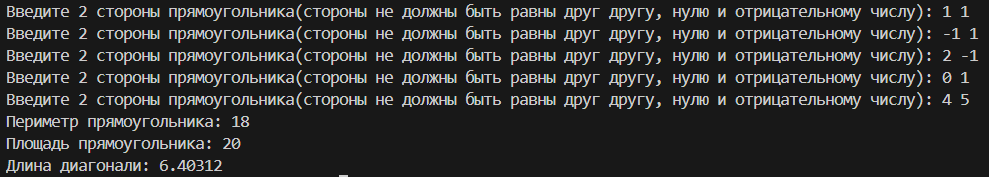 Введите 2 стороны прямоугольника(стороны не должны быть равны друг другу, нулю и отрицательному числу): 1 1
Введите 2 стороны прямоугольника(стороны не должны быть равны друг другу, нулю и отрицательному числу): -1 1
Введите 2 стороны прямоугольника(стороны не должны быть равны друг другу, нулю и отрицательному числу): 2 -1
Введите 2 стороны прямоугольника(стороны не должны быть равны друг другу, нулю и отрицательному числу): 0 1
Введите 2 стороны прямоугольника(стороны не должны быть равны друг другу, нулю и отрицательному числу): 4 5
Периметр прямоугольника: 18
Площадь прямоугольника: 20
Длина диагонали: 6.40312